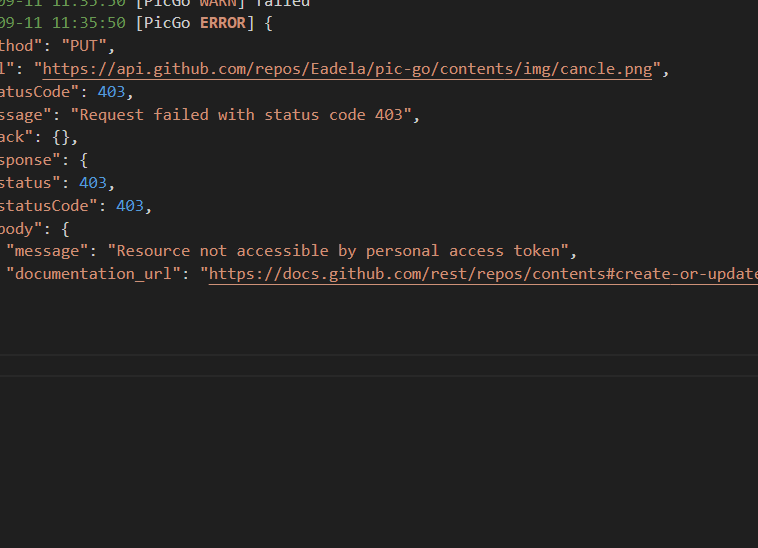 09-11 11:35:50 [PicGo WARN] failed
09-11 11:35:50 [PicGo ERROR] {
thod": "PUT",
l": "https://api.github.com/repos/Eadela/pic-go/contents/img/cancle.png",
atusCode": 403,
ssage": "Request failed with status code 403",
ack": {},
sponse": {
status": 403,
statusCode": 403,
body": {
"message": "Resource not accessible by personal access token",
"documentation_url": "https://docs.github.com/rest/repos/contents#create-or-update